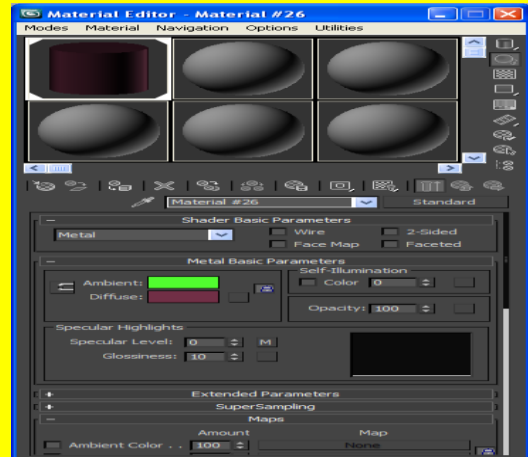 Material Editor - Material #26
Modes Material Navigation Options Utilities
Material #26 Standard
Shader Basic Parameters
Metal Wire 2-Sided
Face Map Faceted
Metal Basic Parameters
Self-Illumination
Ambient: Color 0
Diffuse:
Opacity: 100
Specular Highlights
Specular Level: 0 M
Glossiness: 10
Extended Parameters
SuperSampling
Maps
Amount Map
Ambient Color . . . 100 None